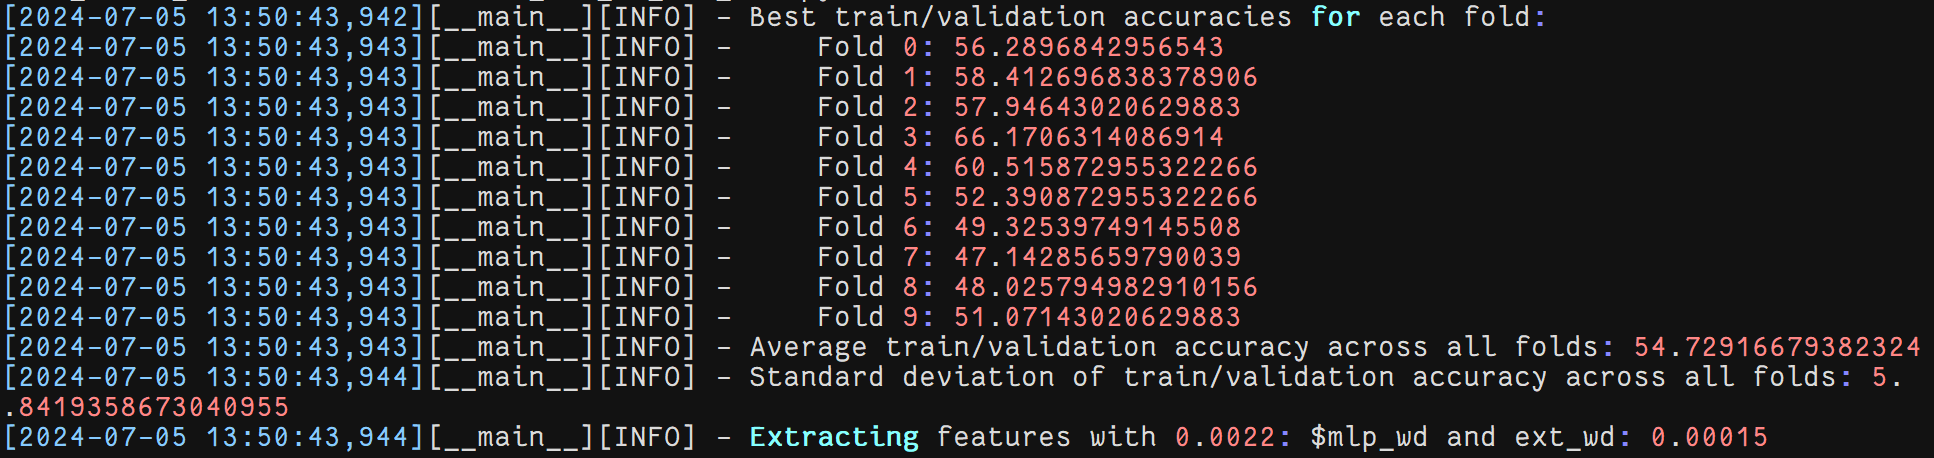 [2024-07-05 13:50:43,942][__main__][INFO] - Best train/validation accuracies for each fold:
[2024-07-05 13:50:43,943][__main__][INFO] -     Fold 0: 56.2896842956543
[2024-07-05 13:50:43,943][__main__][INFO] -     Fold 1: 58.412696838378906
[2024-07-05 13:50:43,943][__main__][INFO] -     Fold 2: 57.94643020629883
[2024-07-05 13:50:43,943][__main__][INFO] -     Fold 3: 66.1706314086914
[2024-07-05 13:50:43,943][__main__][INFO] -     Fold 4: 60.515872955322266
[2024-07-05 13:50:43,943][__main__][INFO] -     Fold 5: 52.390872955322266
[2024-07-05 13:50:43,943][__main__][INFO] -     Fold 6: 49.32539749145508
[2024-07-05 13:50:43,943][__main__][INFO] -     Fold 7: 47.14285659790039
[2024-07-05 13:50:43,943][__main__][INFO] -     Fold 8: 48.025794982910156
[2024-07-05 13:50:43,943][__main__][INFO] -     Fold 9: 51.07143020629883
[2024-07-05 13:50:43,943][__main__][INFO] - Average train/validation accuracy across all folds: 54.72916679382324
[2024-07-05 13:50:43,944][__main__][INFO] - Standard deviation of train/validation accuracy across all folds: 5.
.8419358673040955
[2024-07-05 13:50:43,944][__main__][INFO] - Extracting features with 0.0022: $mlp_wd and ext_wd: 0.00015